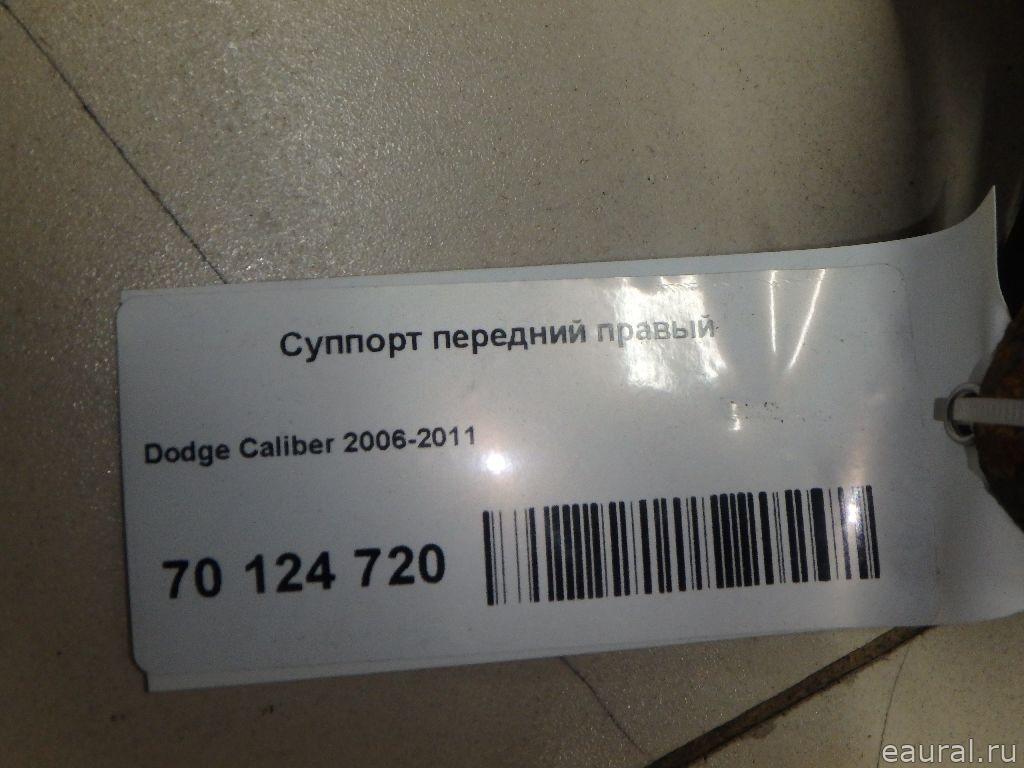 Суппорт передний правый
Dodge Caliber 2006-2011
70 124 720
eaural.ru